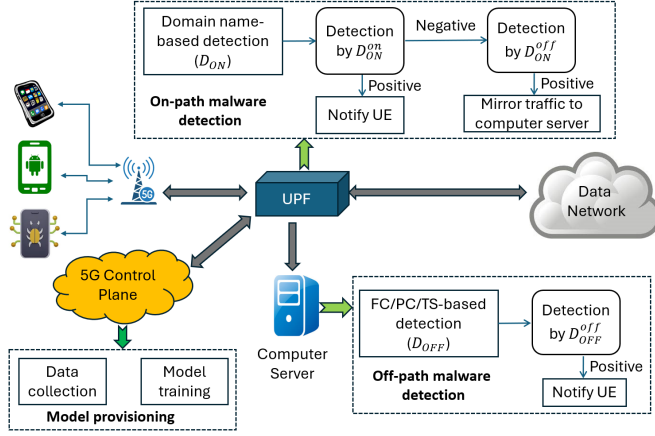 Domain name-
based detection
(D_ON)
Detection
by D_ON^on
Negative
Detection
by D_ON^off
Positive
Positive
On-path malware
detection
Notify UE
Mirror traffic to
computer server
5G
UPF
Data
Network
5G Control
Plane
Computer
Server
FC/PC/TS-based
detection
(D_OFF)
Detection
by D_OFF^off
Positive
Off-path malware
detection
Notify UE
Data
collection
Model
training
Model provisioning